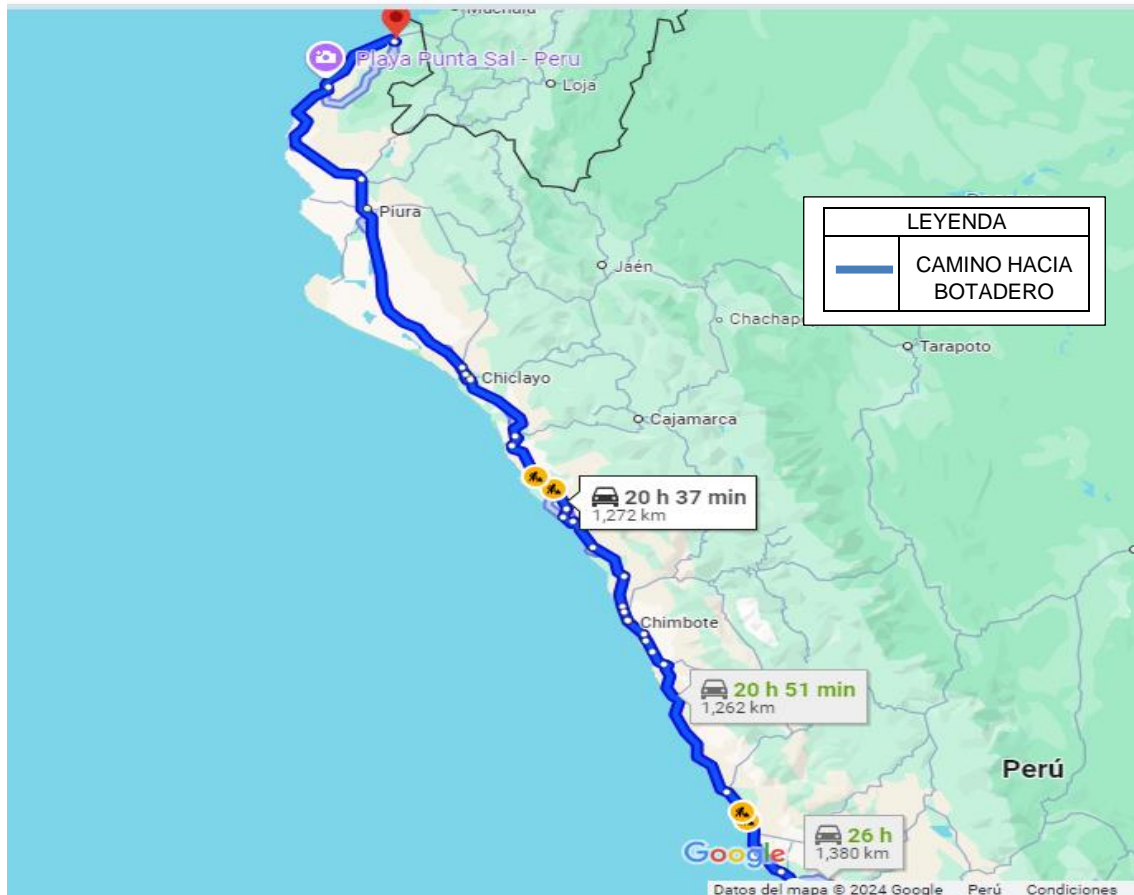 Machala
Playa Punta Sal - Peru
Loja
Piura
LEYENDA
CAMINO HACIA
BOTADERO
Jaén
Tarapoto
Chiclayo
Cajamarca
20 h 37 min
1,272 km
Chimbote
20 h 51 min
1,262 km
Perú
26 h
1,380 km
Google
Datos del mapa © 2024 Google Perú Condiciones